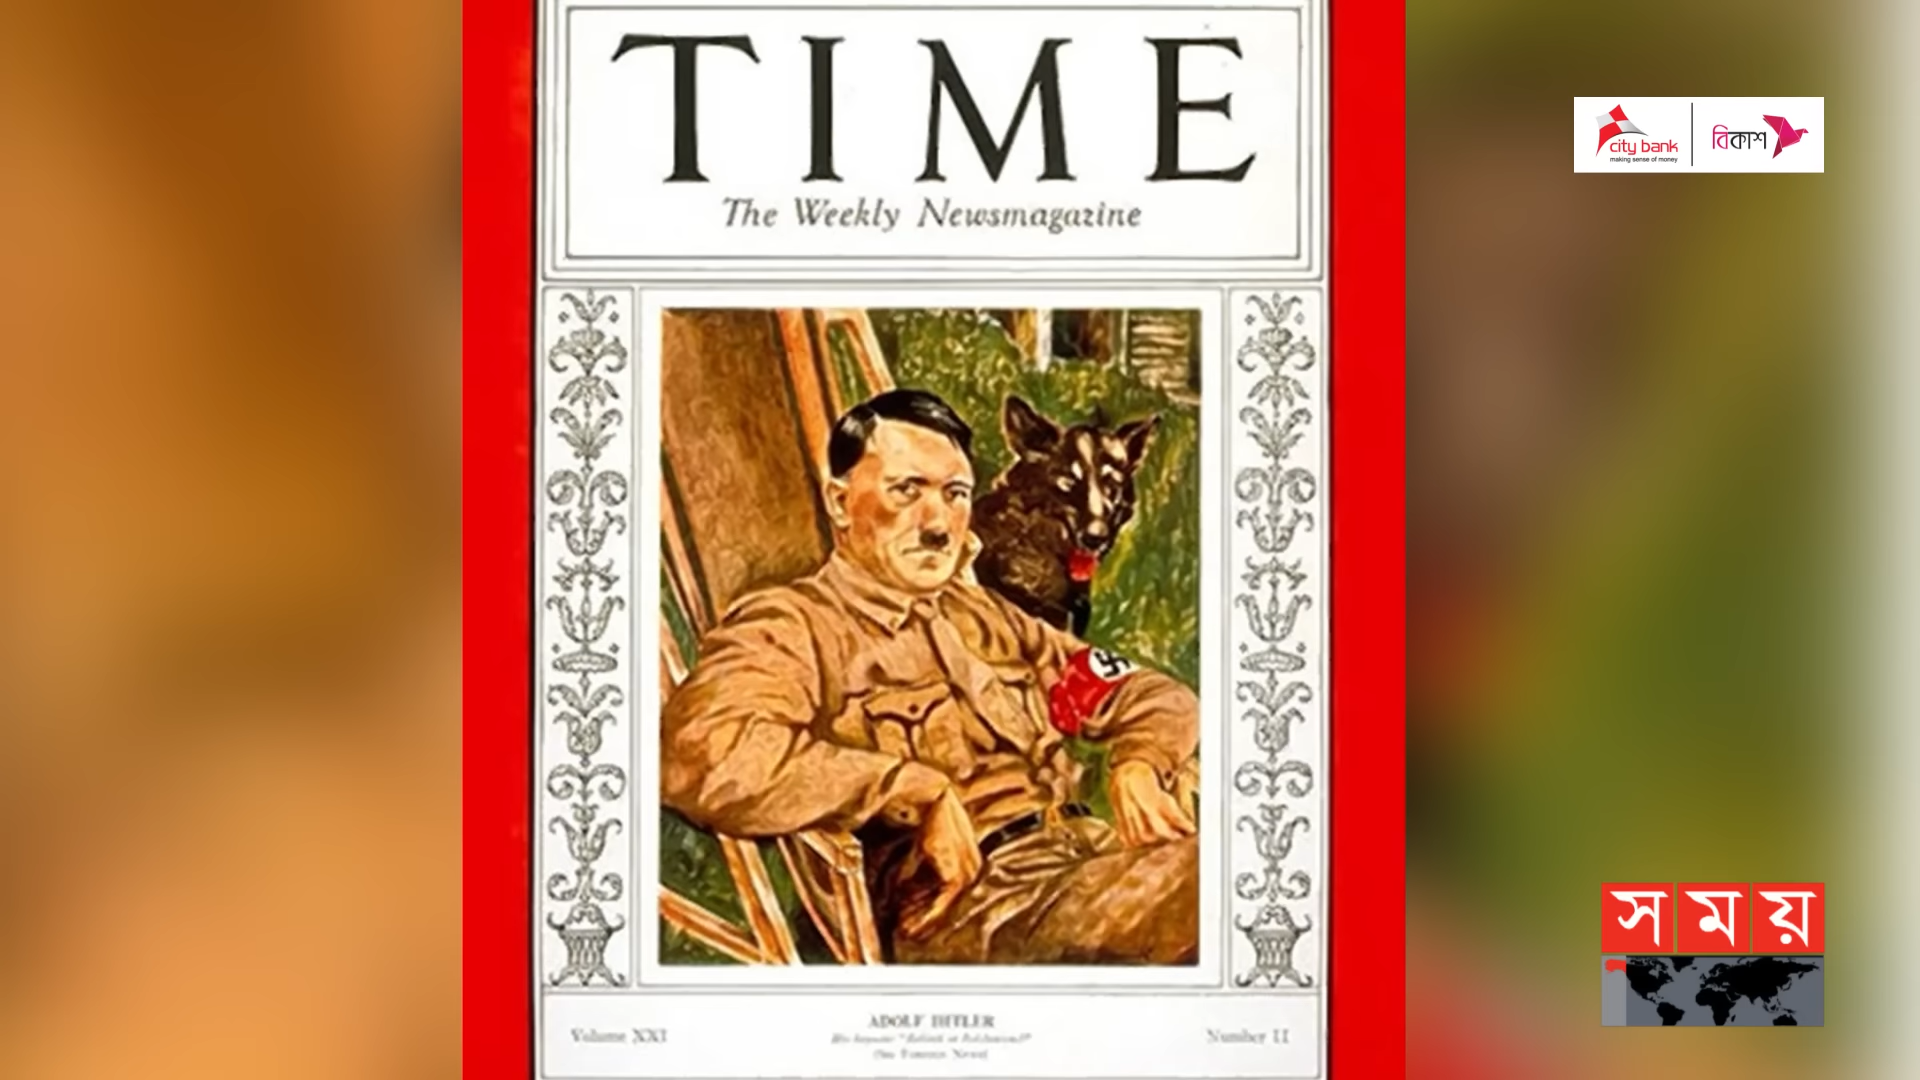 TIME
The Weekly Newsmagazine
city bank
making sense of money
বিকাশ
Volume XXI
ADOLF HITLER
Number 11
সময়